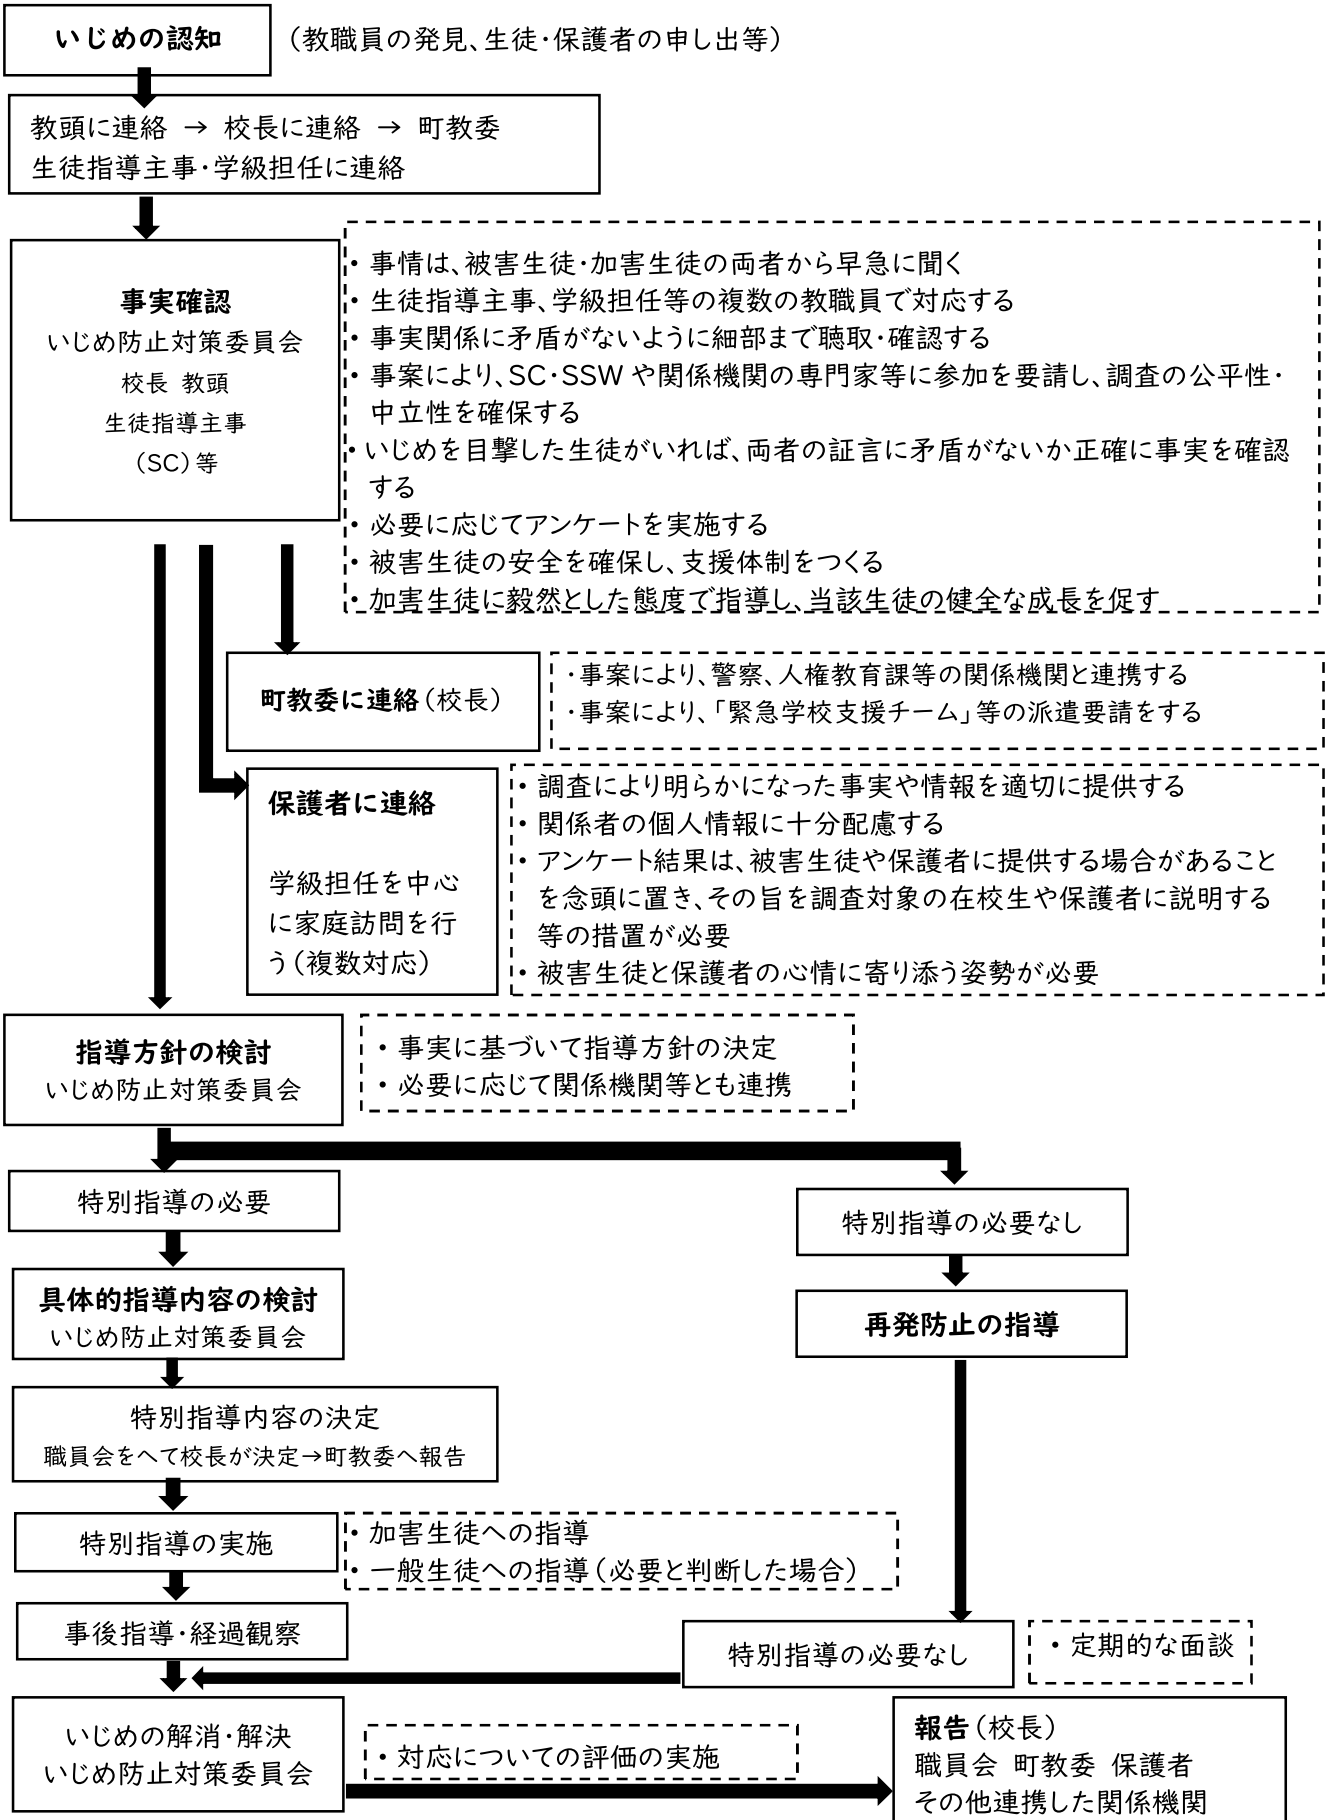 いじめの認知
（教職員の発見、生徒・保護者の申し出等）
教頭に連絡 → 校長に連絡 → 町教委
生徒指導主事・学級担任に連絡
事実確認
いじめ防止対策委員会
校長 教頭
生徒指導主事
（SC）等
・ 事情は、被害生徒・加害生徒の両者から早急に聞く
・ 生徒指導主事、学級担任等の複数の教職員で対応する
・ 事実関係に矛盾がないように細部まで聴取・確認する
・ 事案により、SC・SSW や関係機関の専門家等に参加を要請し、調査の公平性・
中立性を確保する
・いじめを目撃した生徒がいれば、両者の証言に矛盾がないか正確に事実を確認
する
・ 必要に応じてアンケートを実施する
・ 被害生徒の安全を確保し、支援体制をつくる
・ 加害生徒に毅然とした態度で指導し、当該生徒の健全な成長を促す
町教委に連絡（校長）
・事案により、警察、人権教育課等の関係機関と連携する
・事案により、「緊急学校支援チーム」等の派遣要請をする
保護者に連絡
学級担任を中心
に家庭訪問を行
う（複数対応）
・ 調査により明らかになった事実や情報を適切に提供する
・ 関係者の個人情報に十分配慮する
・ アンケート結果は、被害生徒や保護者に提供する場合があること
を念頭に置き、その旨を調査対象の在校生や保護者に説明する
等の措置が必要
・ 被害生徒と保護者の心情に寄り添う姿勢が必要
指導方針の検討
いじめ防止対策委員会
・ 事実に基づいて指導方針の決定
・ 必要に応じて関係機関等とも連携
特別指導の必要
特別指導の必要なし
具体的指導内容の検討
いじめ防止対策委員会
再発防止の指導
特別指導内容の決定
職員会をへて校長が決定→町教委へ報告
特別指導の実施
・ 加害生徒への指導
・ 一般生徒への指導（必要と判断した場合）
事後指導・経過観察
特別指導の必要なし
・ 定期的な面談
いじめの解消・解決
いじめ防止対策委員会
・ 対応についての評価の実施
報告（校長）
職員会 町教委 保護者
その他連携した関係機関